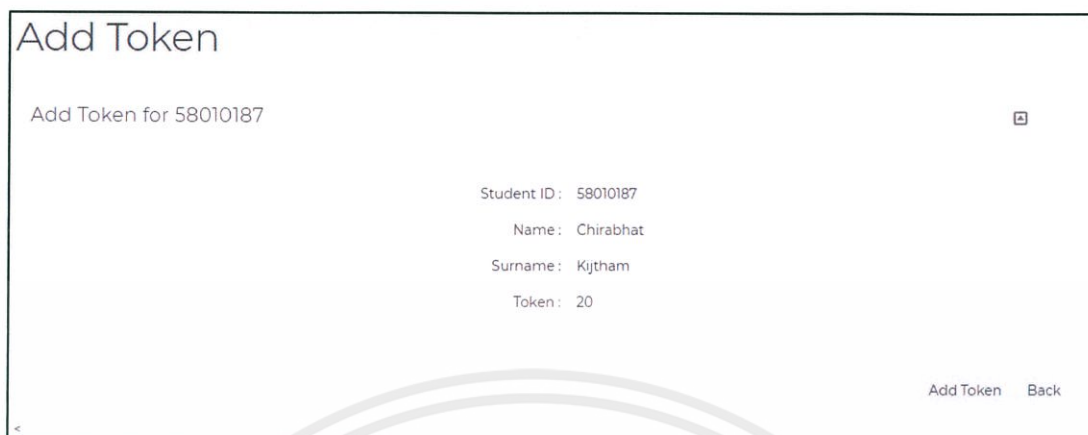 Add Token
Add Token for 58010187
Student ID : 58010187
Name : Chirabhat
Surname : Kijtham
Token : 20
Add Token Back
<